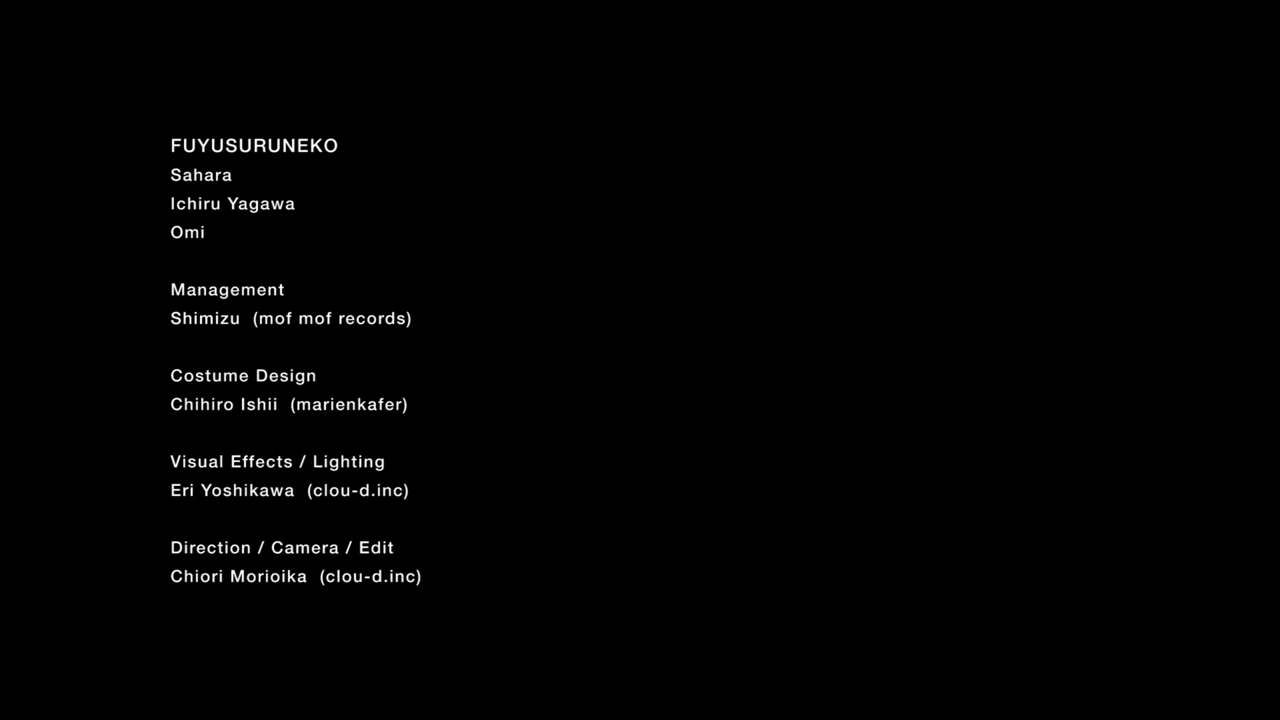 FUYUSURUNEKO
Sahara
Ichiru Yagawa
Omi
Management
Shimizu (mof mof records)
Costume Design
Chihiro Ishii (marienkafer)
Visual Effects / Lighting
Eri Yoshikawa (clou-d.inc)
Direction / Camera / Edit
Chiori Morioika (clou-d.inc)